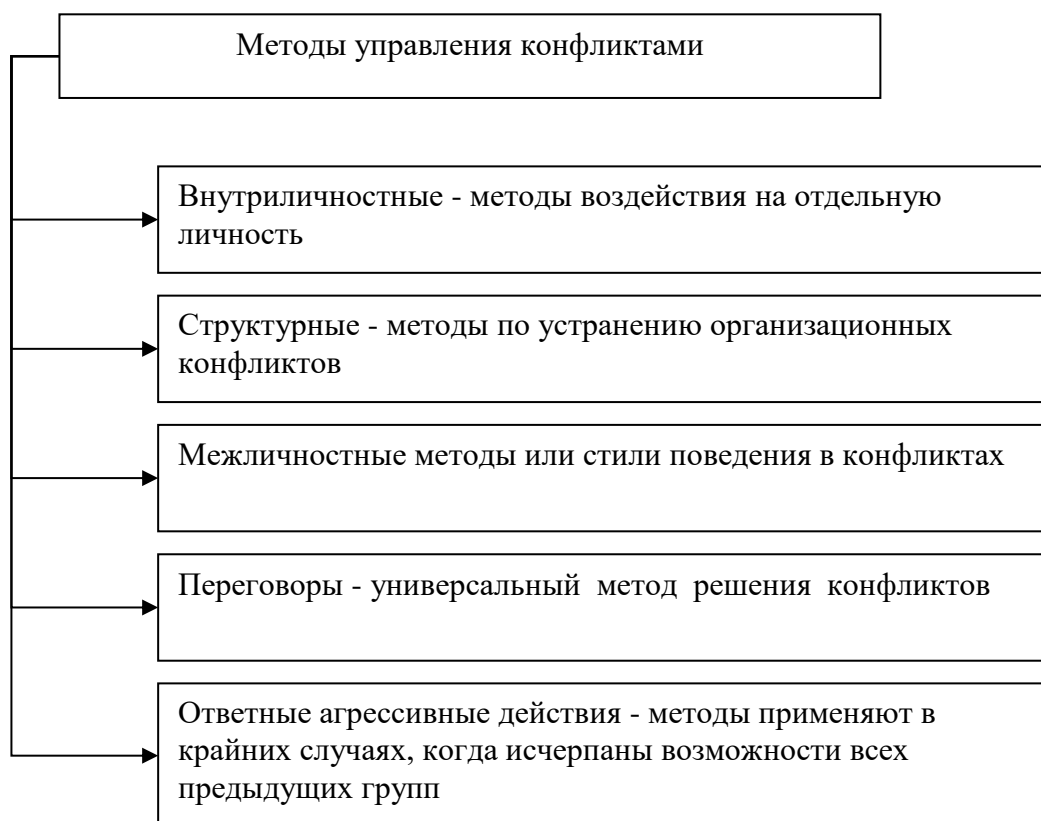 Методы управления конфликтами
Внутриличностные - методы воздействия на отдельную
личность
Структурные - методы по устранению организационных
конфликтов
Межличностные методы или стили поведения в конфликтах
Переговоры - универсальный метод решения конфликтов
Ответные агрессивные действия - методы применяют в
крайних случаях, когда исчерпаны возможности всех
предыдущих групп